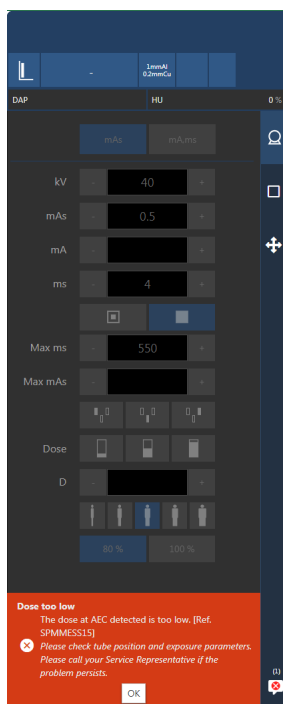 -
1mmAl
0.2mmCu
DAP HU 0 %
mAs mA,ms
kV - 40 +
mAs - 0.5 +
mA - +
ms - 4 +
Max ms - 550 +
Max mAs - +
Dose
D - +
80 % 100 %
Dose too low
The dose at AEC detected is too low. [Ref.
SPMMESS15]
Please check tube position and exposure parameters.
Please call your Service Representative if the
problem persists.
OK
(1)